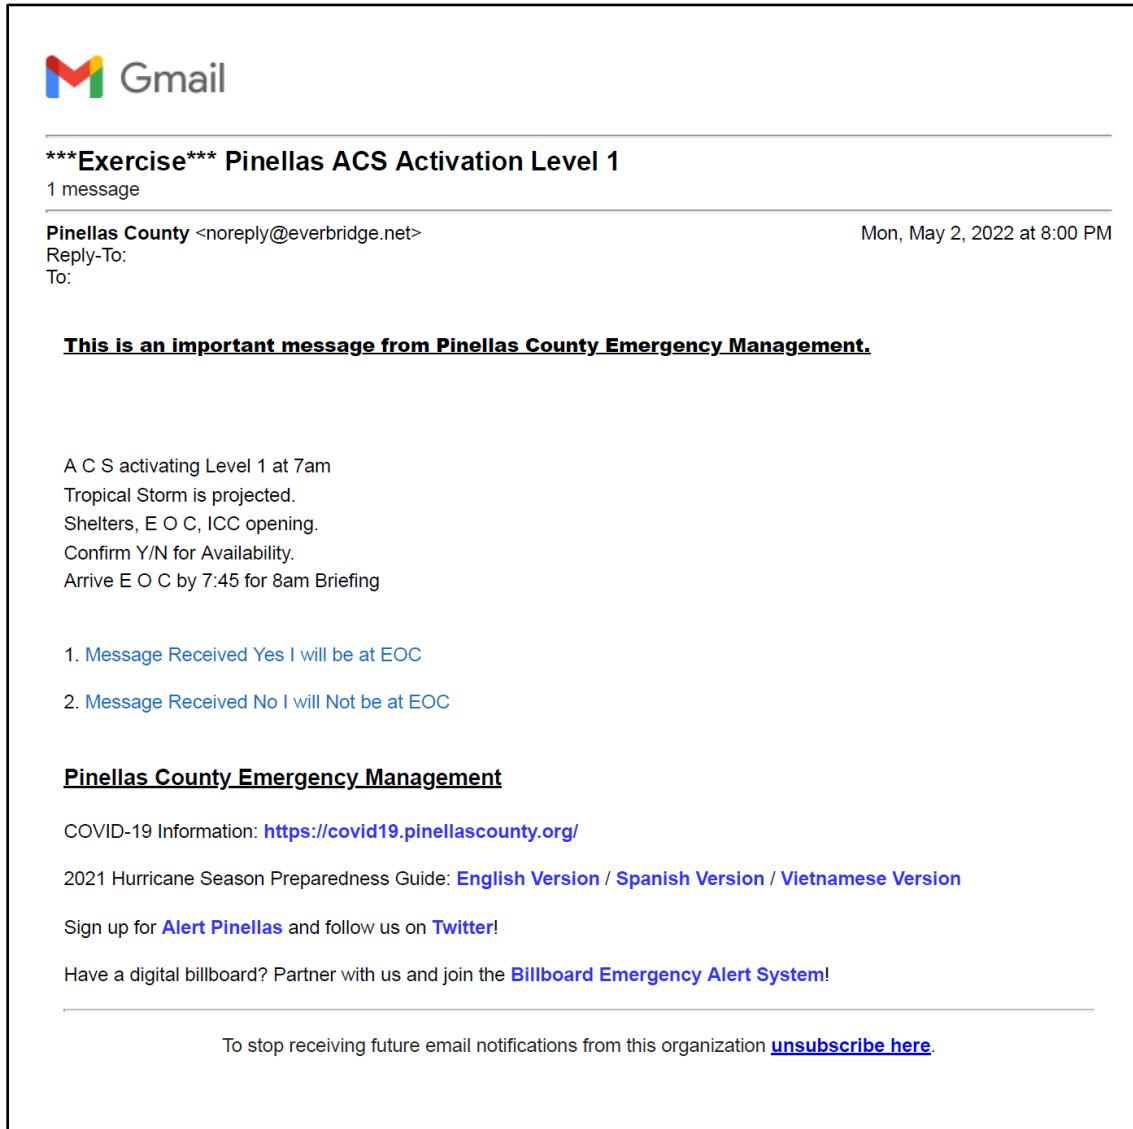 Gmail
***Exercise*** Pinellas ACS Activation Level 1
1 message
Pinellas County <noreply@everbridge.net> Mon, May 2, 2022 at 8:00 PM
Reply-To:
To:
This is an important message from Pinellas County Emergency Management.
A C S activating Level 1 at 7am
Tropical Storm is projected.
Shelters, E O C, ICC opening.
Confirm Y/N for Availability.
Arrive E O C by 7:45 for 8am Briefing
1. Message Received Yes I will be at EOC
2. Message Received No I will Not be at EOC
Pinellas County Emergency Management
COVID-19 Information: https://covid19.pinellascounty.org/
2021 Hurricane Season Preparedness Guide: English Version / Spanish Version / Vietnamese Version
Sign up for Alert Pinellas and follow us on Twitter!
Have a digital billboard? Partner with us and join the Billboard Emergency Alert System!
To stop receiving future email notifications from this organization unsubscribe here.